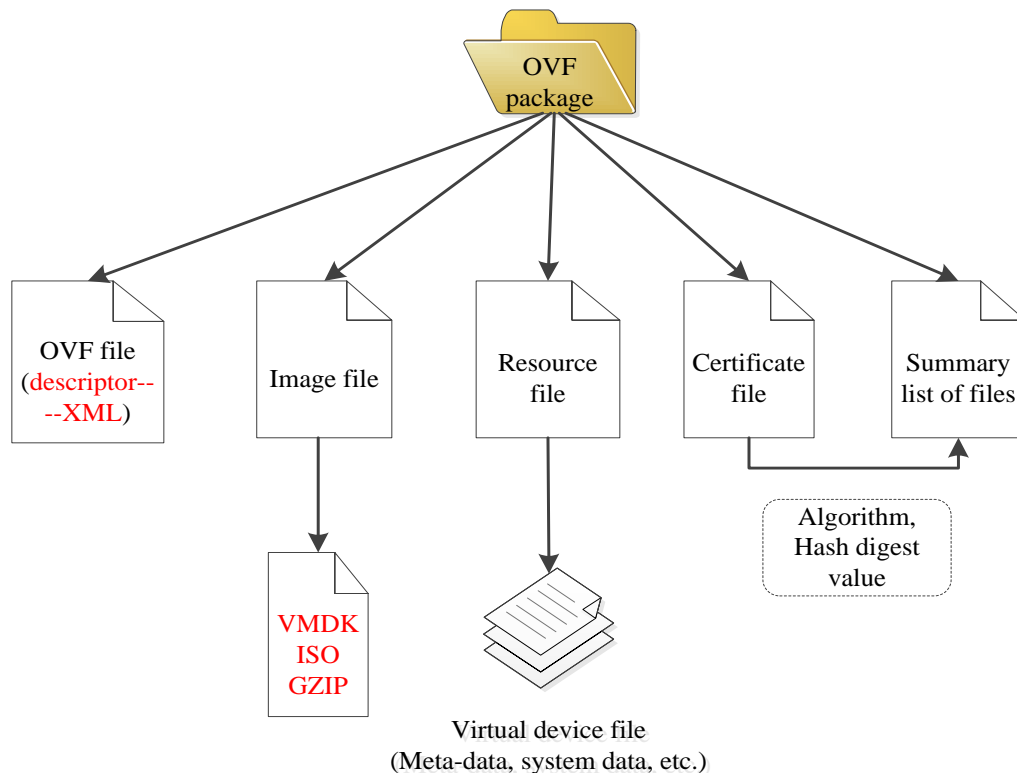 OVF
package
OVF file
(descriptor--
--XML)
Image file
Resource
file
Certificate
file
Summary
list of files
Algorithm,
Hash digest
value
VMDK
ISO
GZIP
Virtual device file
(Meta-data, system data, etc.)